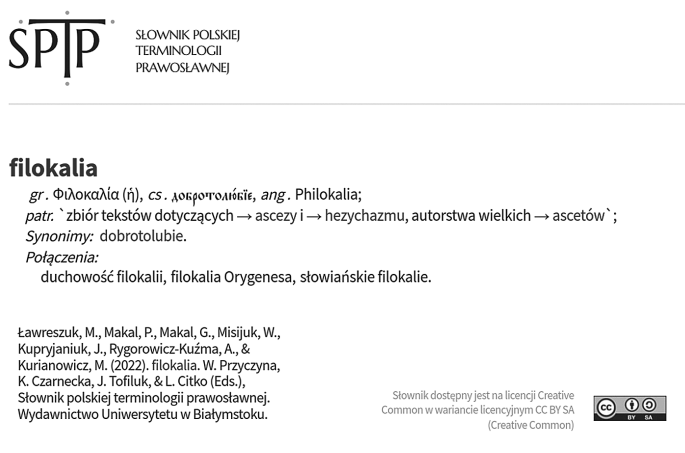 SPTP
SŁOWNIK POLSKIEJ
TERMINOLOGII
PRAWOSŁAWNEJ
filokalia
gr . Φιλοκαλία (ἡ), cs . добротолю́бїе, ang . Philokalia;
patr. `zbiór tekstów dotyczących → ascezy i → hezychazmu, autorstwa wielkich → ascetów`;
Synonimy: dobrotolubie.
Połączenia:
duchowość filokalii, filokalia Orygenesa, słowiańskie filokalie.
Ławreszuk, M., Makal, P., Makal, G., Misijuk, W.,
Kupryjaniuk, J., Rygorowicz-Kuźma, A., &
Kurianowicz, M. (2022). filokalia. W. Przyczyna,
K. Czarnecka, J. Tofiluk, & L. Citko (Eds.),
Słownik polskiej terminologii prawosławnej.
Wydawnictwo Uniwersytetu w Białymstoku.
Słownik dostępny jest na licencji Creative
Common w wariancie licencyjnym CC BY SA
(Creative Common)
cc BY SA